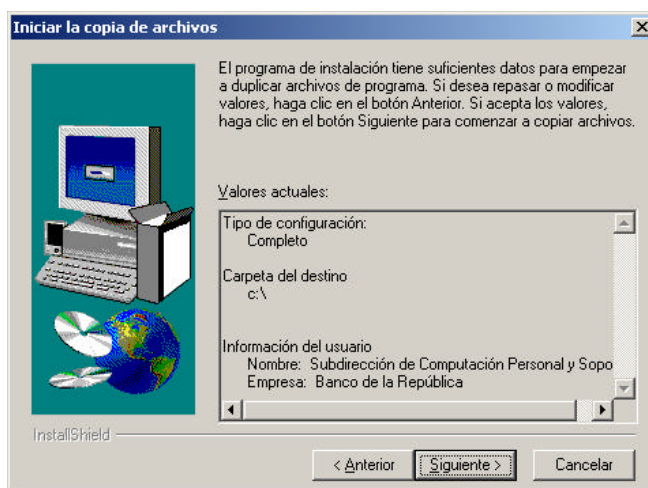 Iniciar la copia de archivos
El programa de instalación tiene suficientes datos para empezar
a duplicar archivos de programa. Si desea repasar o modificar
valores, haga clic en el botón Anterior. Si acepta los valores,
haga clic en el botón Siguiente para comenzar a copiar archivos.
Valores actuales:
Tipo de configuración:
Completo
Carpeta del destino
c:\
Información del usuario
Nombre: Subdirección de Computación Personal y Sopo
Empresa: Banco de la República
InstallShield
< Anterior
Siguiente >
Cancelar